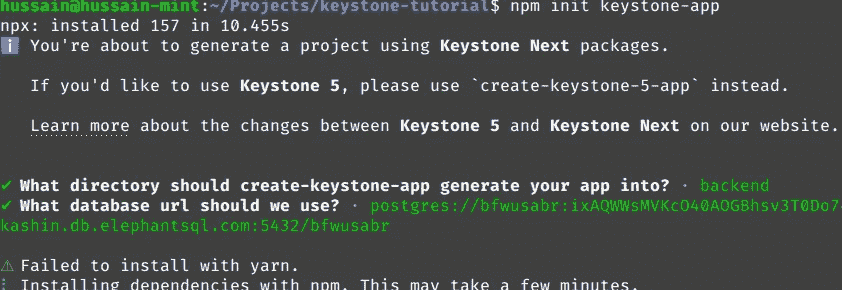 hussain@hussain-mint:~/Projects/keystone-tutorial$ npm init keystone-app
npx: installed 157 in 10.455s
i You're about to generate a project using Keystone Next packages.
If you'd like to use Keystone 5, please use `create-keystone-5-app` instead.
Learn more about the changes between Keystone 5 and Keystone Next on our website.
✔ What directory should create-keystone-app generate your app into? · backend
✔ What database url should we use? · postgres://bfwusabr:ixAQWWsMVKcO40AOGBhsv3T0Do7
kashin.db.elephantsql.com:5432/bfwusabr
⚠ Failed to install with yarn.
Installing dependencies with npm. This may take a few minutes.